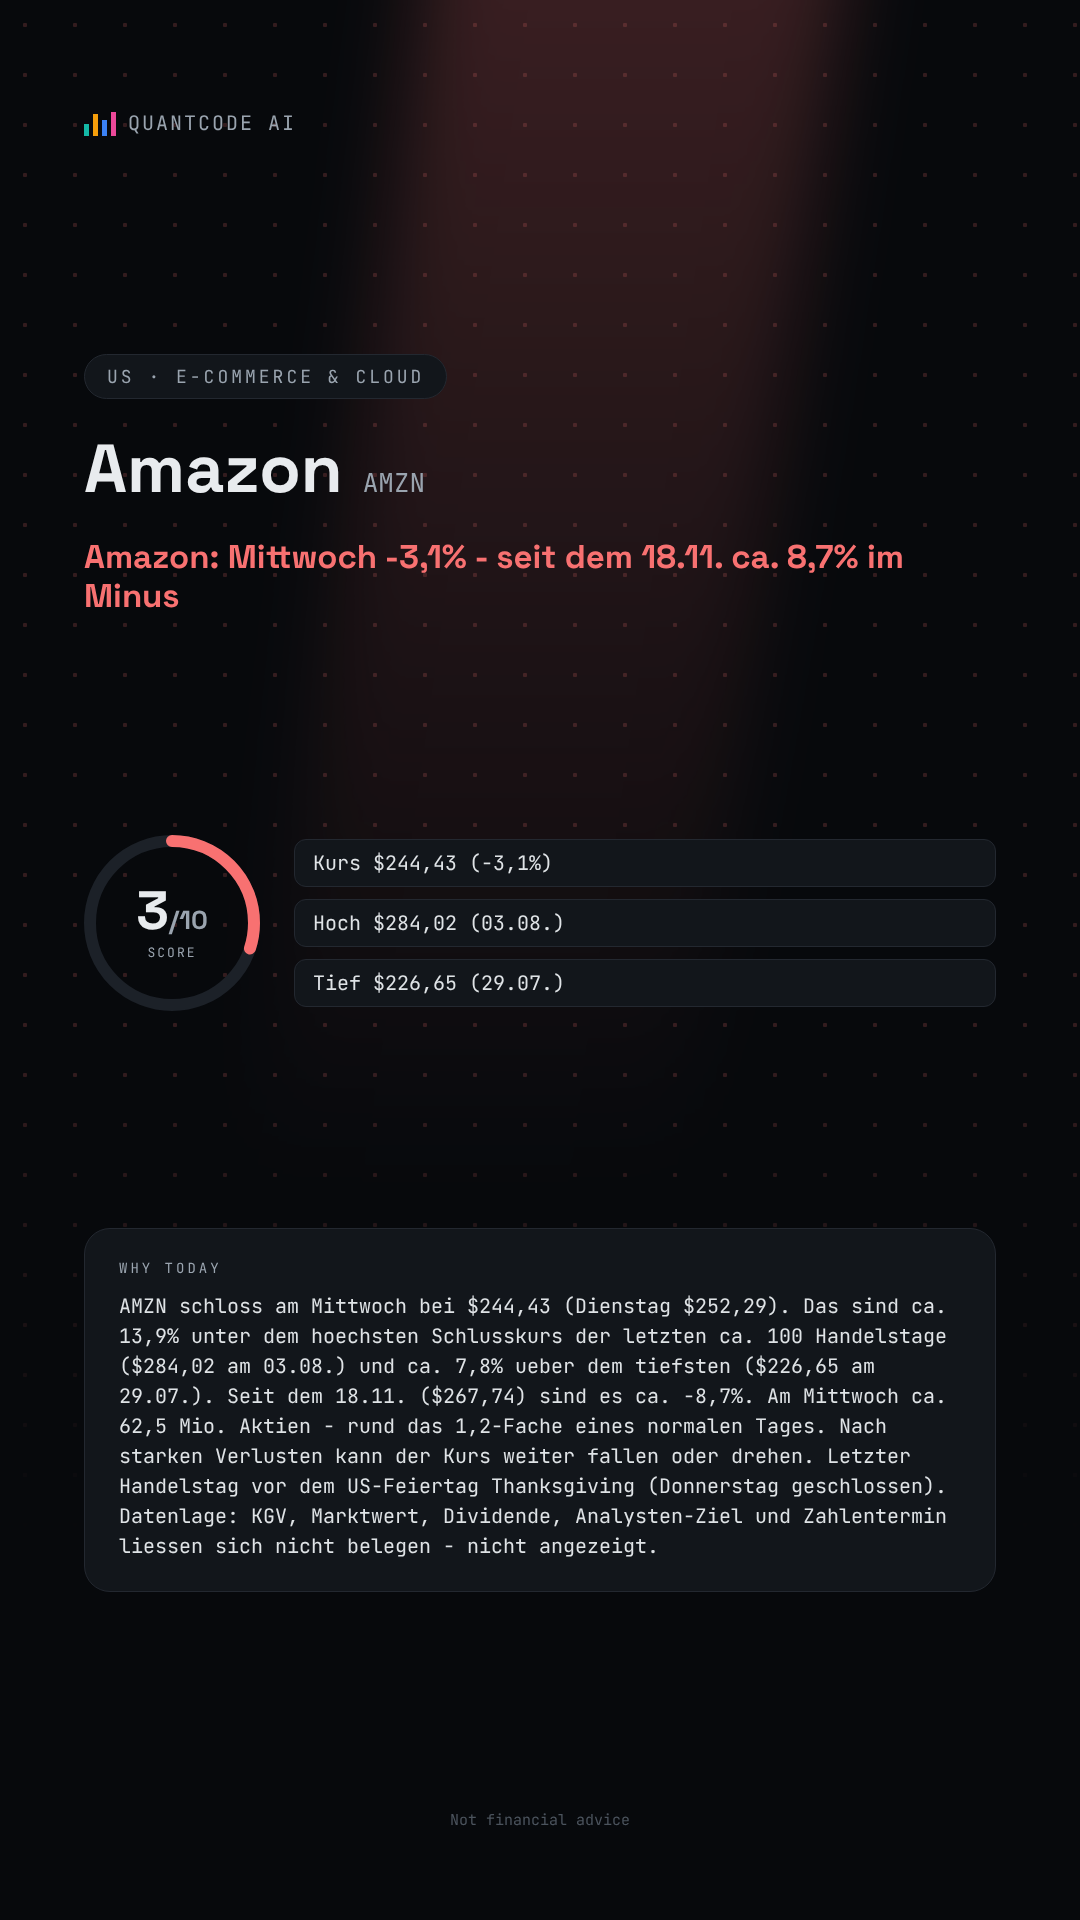 QUANTCODE AI
US · E-COMMERCE & CLOUD
Amazon AMZN
Amazon: Mittwoch -3,1% - seit dem 18.11. ca. 8,7% im
Minus
3/10
SCORE
Kurs $244,43 (-3,1%)
Hoch $284,02 (03.08.)
Tief $226,65 (29.07.)
WHY TODAY
AMZN schloss am Mittwoch bei $244,43 (Dienstag $252,29). Das sind ca.
13,9% unter dem hoechsten Schlusskurs der letzten ca. 100 Handelstage
($284,02 am 03.08.) und ca. 7,8% ueber dem tiefsten ($226,65 am
29.07.). Seit dem 18.11. ($267,74) sind es ca. -8,7%. Am Mittwoch ca.
62,5 Mio. Aktien - rund das 1,2-Fache eines normalen Tages. Nach
starken Verlusten kann der Kurs weiter fallen oder drehen. Letzter
Handelstag vor dem US-Feiertag Thanksgiving (Donnerstag geschlossen).
Datenlage: KGV, Marktwert, Dividende, Analysten-Ziel und Zahlentermin
liessen sich nicht belegen - nicht angezeigt.
Not financial advice